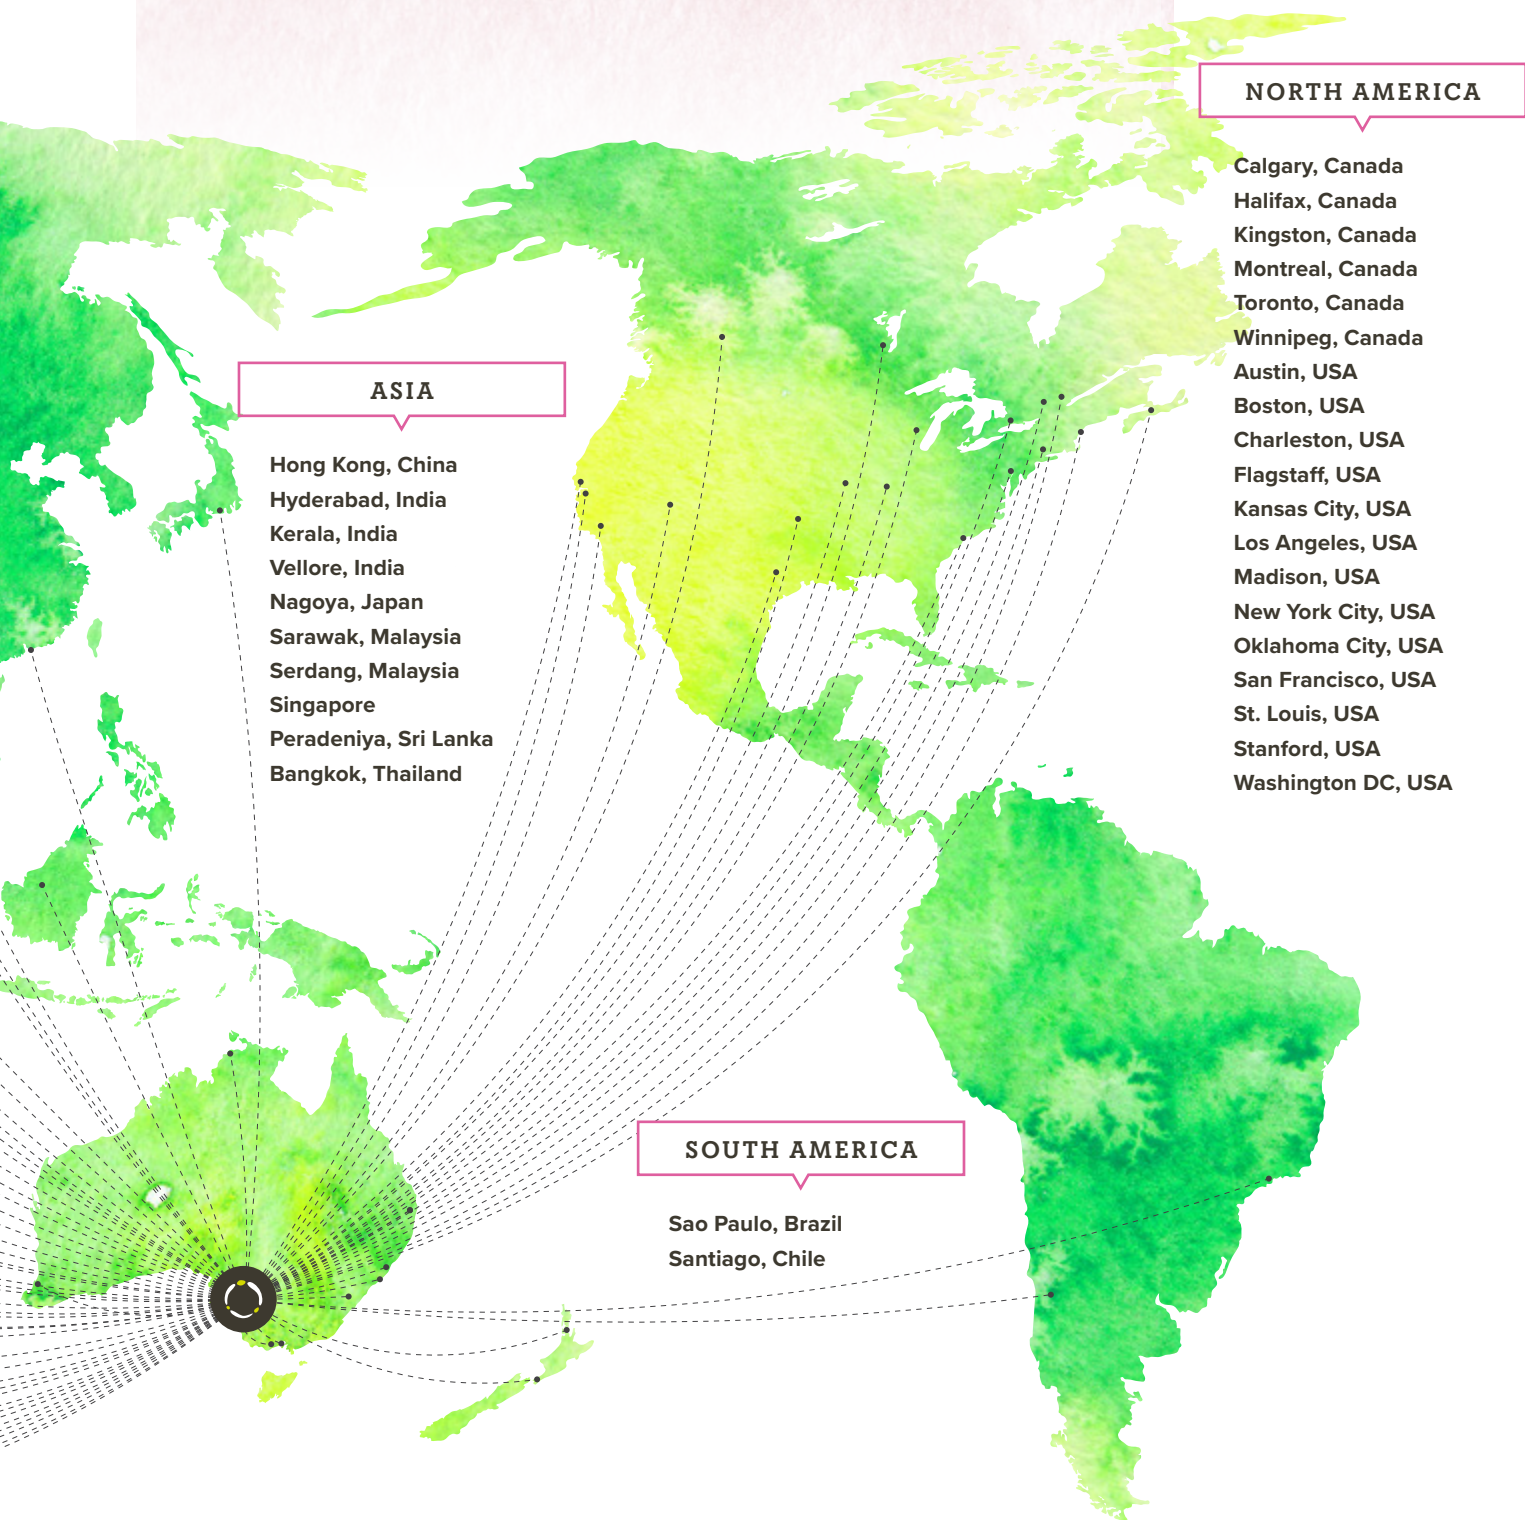 NORTH AMERICA
Calgary, Canada
Halifax, Canada
Kingston, Canada
Montreal, Canada
Toronto, Canada
Winnipeg, Canada
Austin, USA
Boston, USA
Charleston, USA
Flagstaff, USA
Kansas City, USA
Los Angeles, USA
Madison, USA
New York City, USA
Oklahoma City, USA
San Francisco, USA
St. Louis, USA
Stanford, USA
Washington DC, USA
ASIA
Hong Kong, China
Hyderabad, India
Kerala, India
Vellore, India
Nagoya, Japan
Sarawak, Malaysia
Serdang, Malaysia
Singapore
Peradeniya, Sri Lanka
Bangkok, Thailand
SOUTH AMERICA
Sao Paulo, Brazil
Santiago, Chile